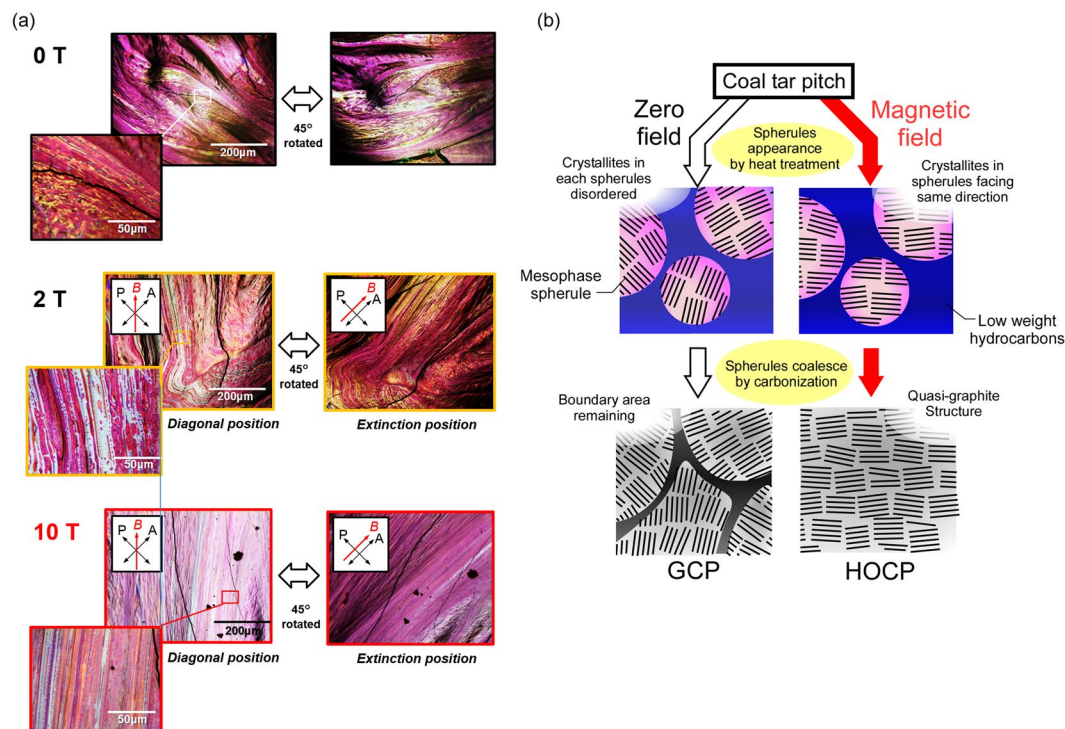 (a)
0 T
200μm
45°
rotated
50μm
2 T
P B A
P B A
200μm
45°
rotated
50μm
Diagonal position
Extinction position
10 T
P B A
P B A
200μm
45°
rotated
50μm
Diagonal position
Extinction position
(b)
Coal tar pitch
Zero
field
Magnetic
field
Spherules
appearance
by heat treatment
Crystallites in
each spherules
disordered
Crystallites in
spherules facing
same direction
Mesophase
spherule
Low weight
hydrocarbons
Spherules coalesce
by carbonization
Boundary area
remaining
Quasi-graphite
Structure
GCP
HOCP